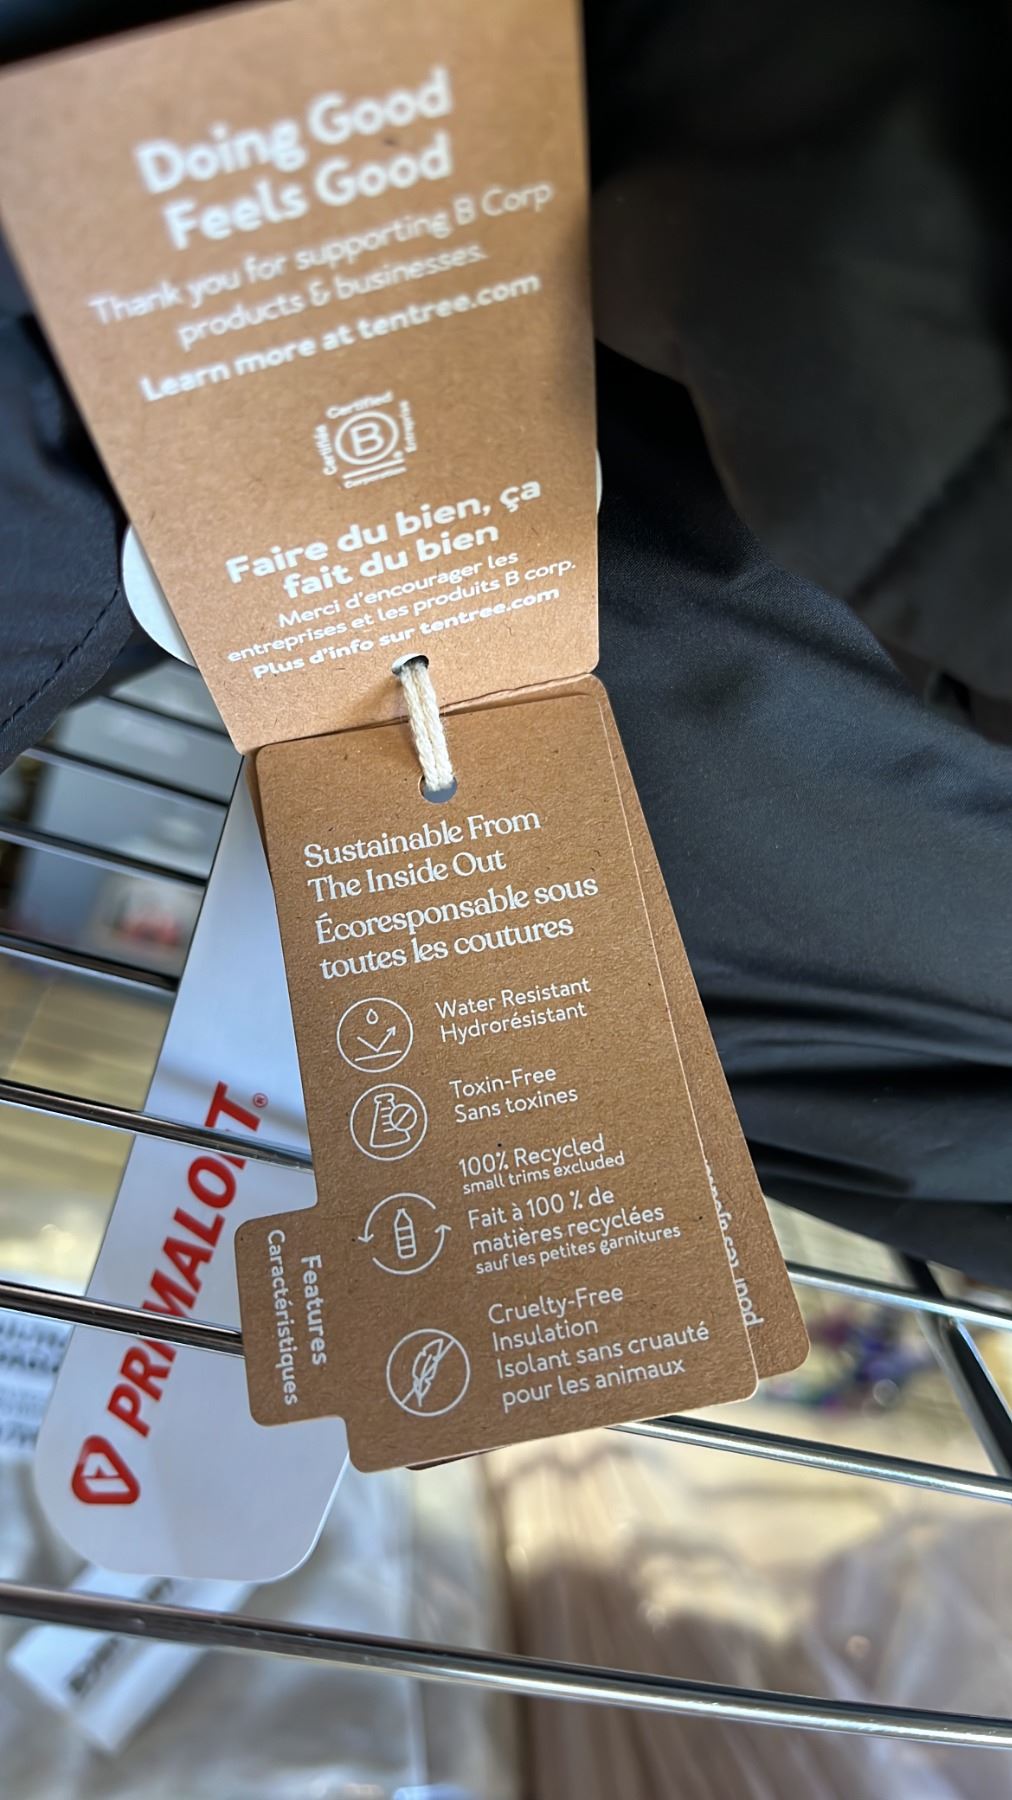 Doing Good
Feels Good
Thank you for supporting B Corp
products & businesses.
Learn more at tentree.com
Certified
Certifiée
B
Entreprise
Corporation
Faire du bien, ça
fait du bien
Merci d'encourager les
entreprises et les produits B corp.
Plus d'info sur tentree.com
Sustainable From
The Inside Out
Écoresponsable sous
toutes les coutures
Water Resistant
Hydrorésistant
Toxin-Free
Sans toxines
100% Recycled
small trims excluded
Fait à 100 % de
matières recyclées
sauf les petites garnitures
Cruelty-Free
Insulation
Isolant sans cruauté
pour les animaux
Features
Caractéristiques
PRIMALOFT®